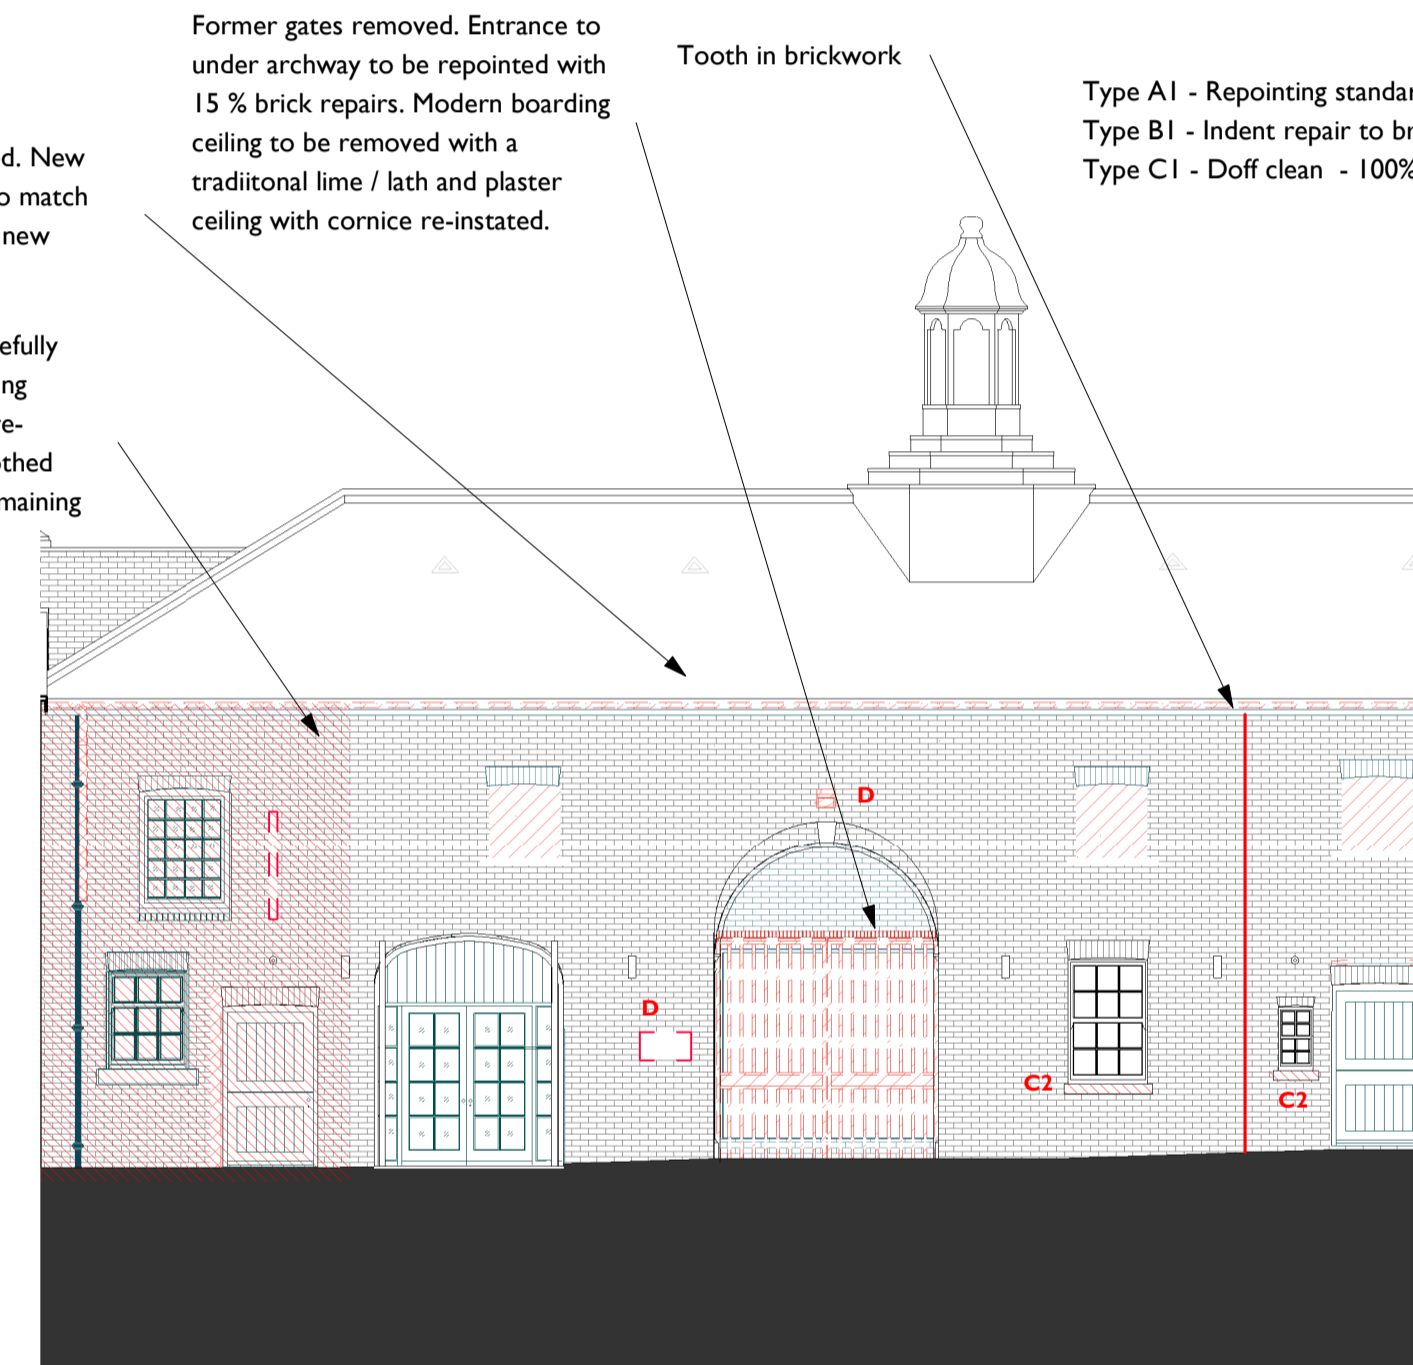 Former gates removed. Entrance to
under archway to be repointed with
15 % brick repairs. Modern boarding
ceiling to be removed with a
tradiitonal lime / lath and plaster
ceiling with cornice re-instated.
Tooth in brickwork
Type A1 - Repointing standar
Type B1 - Indent repair to br
Type C1 - Doff clean - 100%
d. New
o match
new
efully
ng
e-
thed
maining
D
D
C2
C2